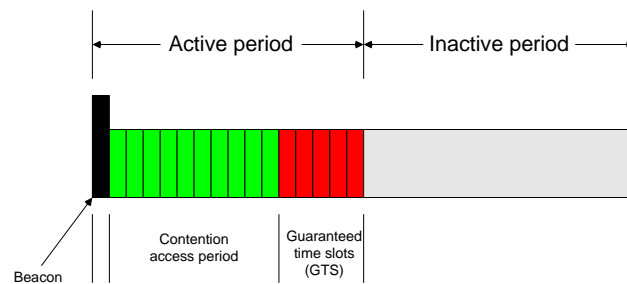 Active period
Inactive period
Contention
access period
Guaranteed
time slots
(GTS)
Beacon